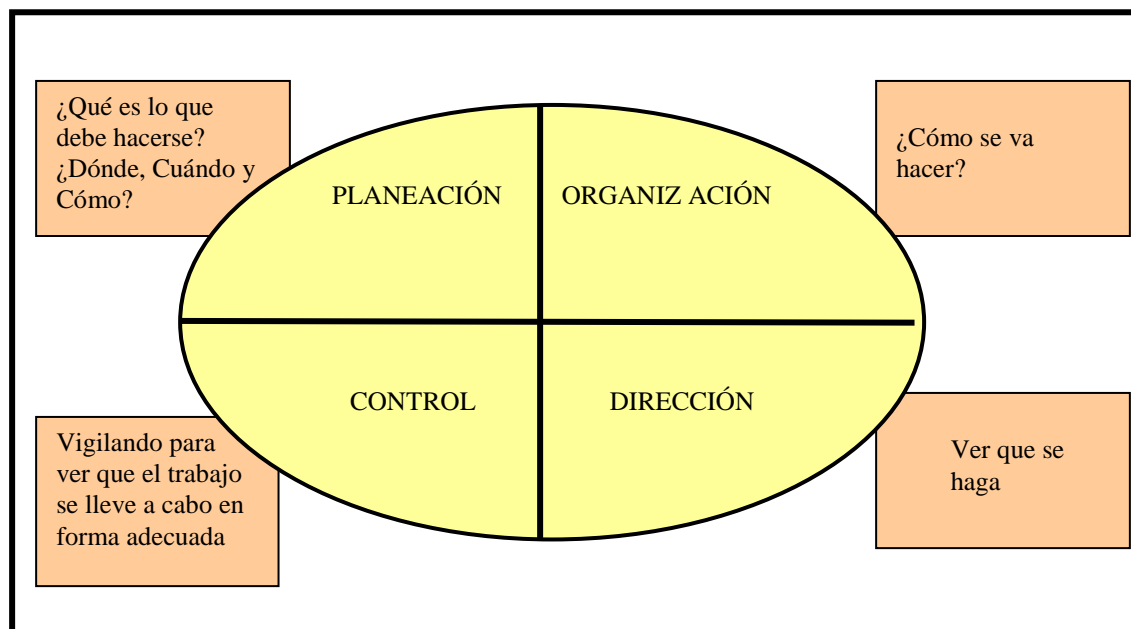 ¿Qué es lo que
debe hacerse?
¿Dónde, Cuándo y
Cómo?
¿Cómo se va
hacer?
PLANEACIÓN
ORGANIZ ACIÓN
CONTROL
DIRECCIÓN
Vigilando para
ver que el trabajo
se lleve a cabo en
forma adecuada
Ver que se
haga